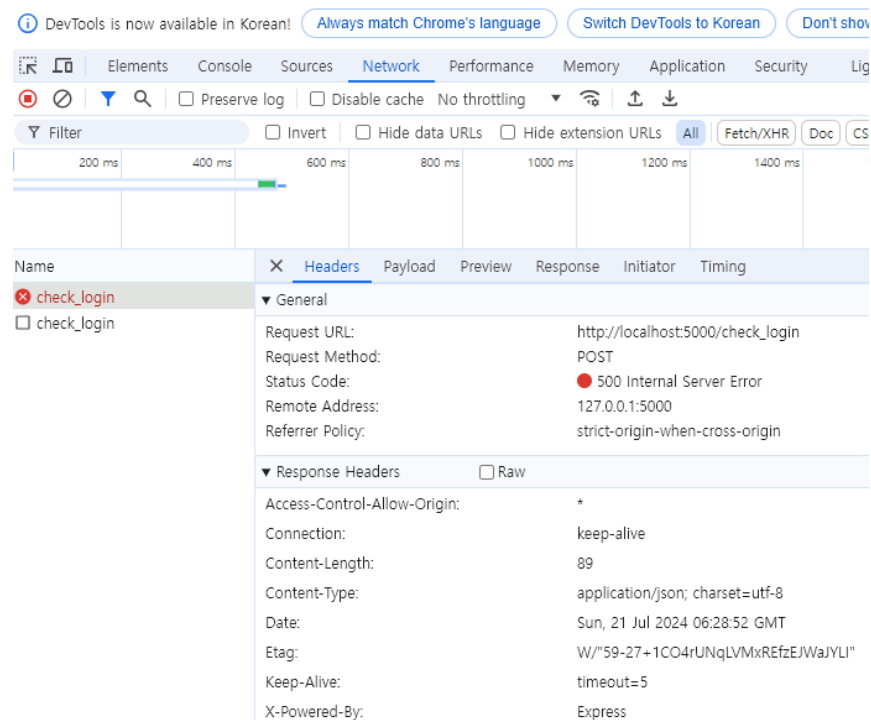 DevTools is now available in Korean! Always match Chrome's language Switch DevTools to Korean Don't show
Elements Console Sources Network Performance Memory Application Security Lig
Preserve log Disable cache No throttling
Filter Invert Hide data URLs Hide extension URLs All Fetch/XHR Doc CS
200 ms 400 ms 600 ms 800 ms 1000 ms 1200 ms 1400 ms
Name Headers Payload Preview Response Initiator Timing
check_login
check_login
General
Request URL: http://localhost:5000/check_login
Request Method: POST
Status Code: 500 Internal Server Error
Remote Address: 127.0.0.1:5000
Referrer Policy: strict-origin-when-cross-origin
Response Headers Raw
Access-Control-Allow-Origin: *
Connection: keep-alive
Content-Length: 89
Content-Type: application/json; charset=utf-8
Date: Sun, 21 Jul 2024 06:28:52 GMT
Etag: W/"59-27+1CO4rUNqLVMxREfzEJWaJYLI"
Keep-Alive: timeout=5
X-Powered-By: Express